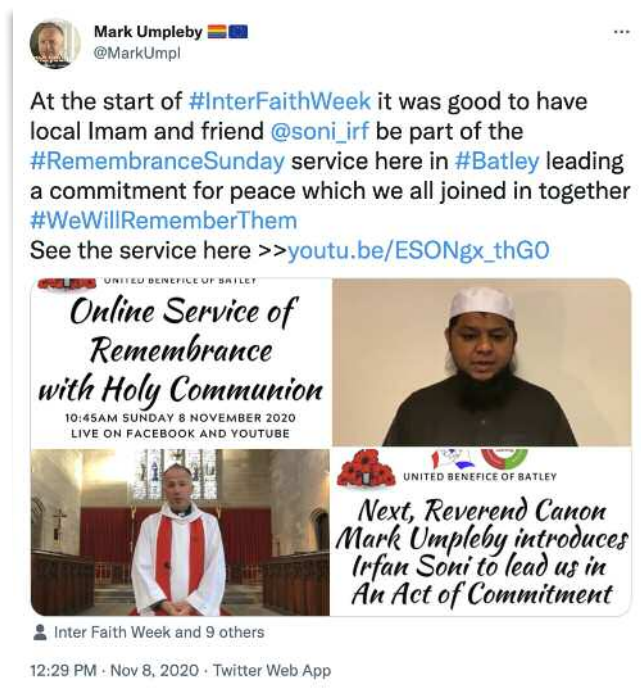 Mark Umpleby 🏳️‍🌈🇪🇺
@MarkUmpl
At the start of #InterFaithWeek it was good to have
local Imam and friend @soni_irf be part of the
#RemembranceSunday service here in #Batley leading
a commitment for peace which we all joined in together
#WeWillRememberThem
See the service here >>youtu.be/ESONgx_thG0
UNITED BENEFICE OF BATLEY
Online Service of
Remembrance
with Holy Communion
10:45AM SUNDAY 8 NOVEMBER 2020
LIVE ON FACEBOOK AND YOUTUBE
UNITED BENEFICE OF BATLEY
Next, Reverend Canon
Mark Umpleby introduces
Irfan Soni to lead us in
An Act of Commitment
Inter Faith Week and 9 others
12:29 PM · Nov 8, 2020 · Twitter Web App